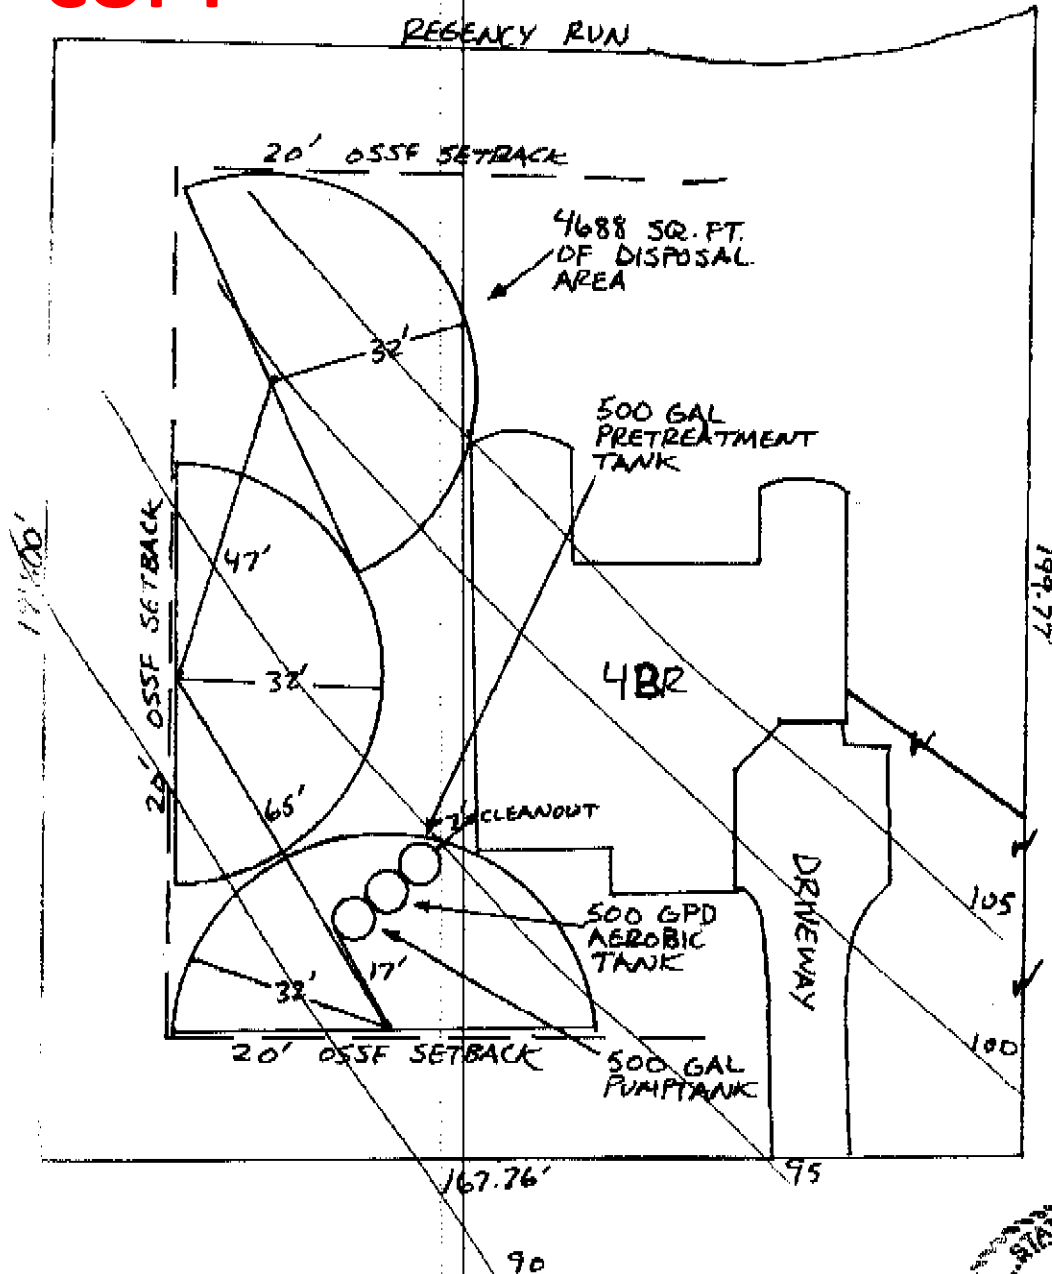 REGENCY RUN
20' OSSF SETBACK
4688 SQ. FT.
OF DISPOSAL
AREA
32'
500 GAL
PRETREATMENT
TANK
47'
20' OSSF SETBACK
199.77
4BR
32'
65'
CLEANOUT
DRIVEWAY
105
500 GPD
AEROBIC
TANK
17'
32'
100
20' OSSF SETBACK
500 GAL
PUMPTANK
95
167.76'
90
STA